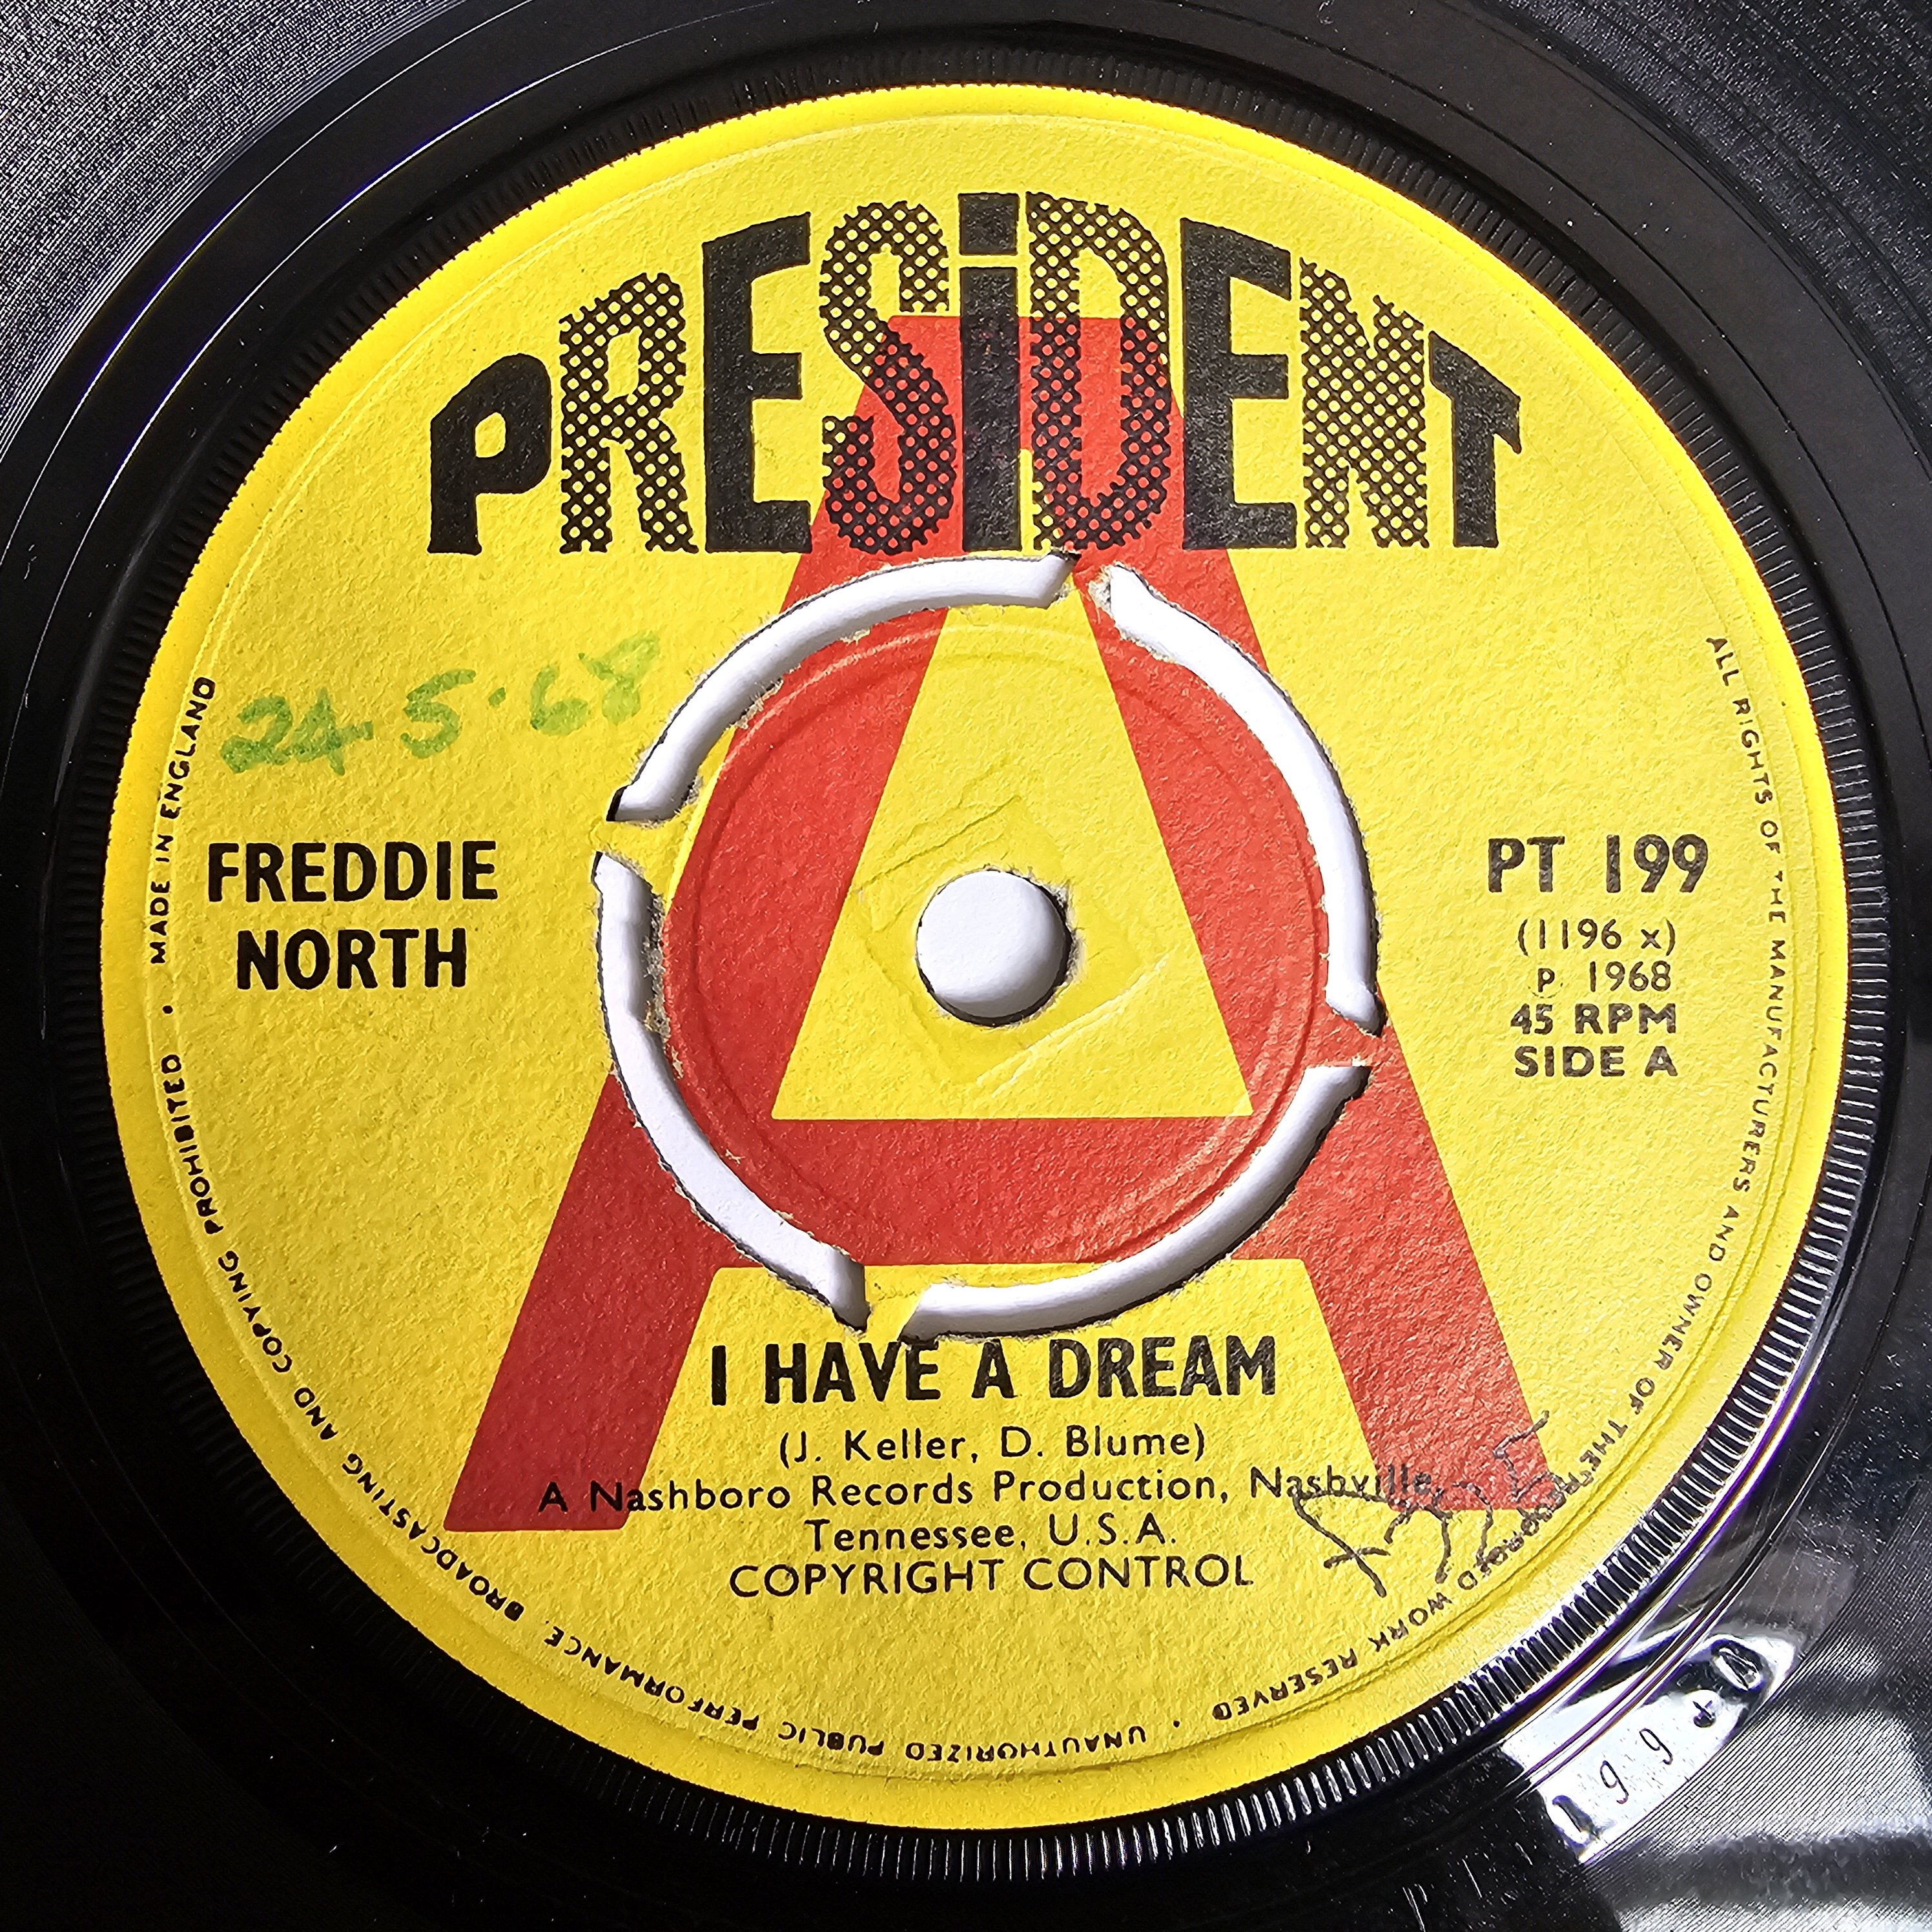 PRESiDENT
A
24-5·68
FREDDIE
NORTH
PT 199
(1196 x)
P 1968
45 RPM
SIDE A
I HAVE A DREAM
(J. Keller, D. Blume)
A Nashboro Records Production, Nashville,
Tennessee, U.S.A.
COPYRIGHT CONTROL
ALL RIGHTS OF THE MANUFACTURERS AND OWNER OF THE RECORDED WORK RESERVED · UNAUTHORIZED PUBLIC PERFORMANCE, BROADCASTING AND COPYING PROHIBITED · MADE IN ENGLAND
199 + A